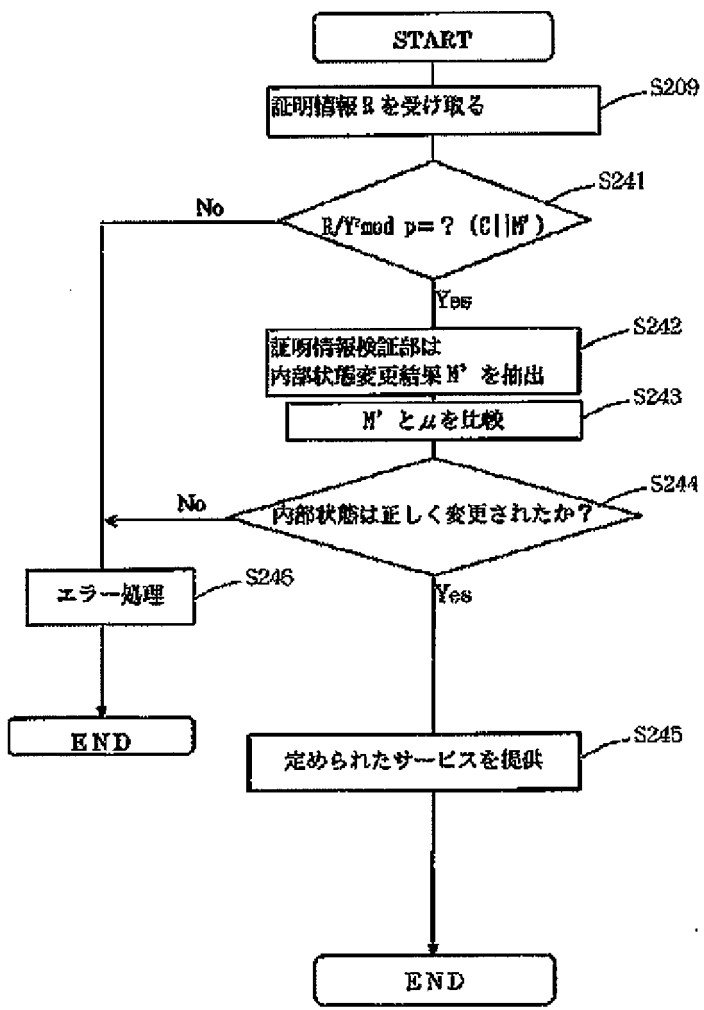 START
S209
証明情報Rを受け取る
S241
No
R/Yʳmod p=? (C||M')
Yes
S242
証明情報検証部は
内部状態変更結果M'を抽出
S243
M'とμを比較
S244
No
内部状態は正しく変更されたか?
S246
Yes
エラー処理
END
S245
定められたサービスを提供
END